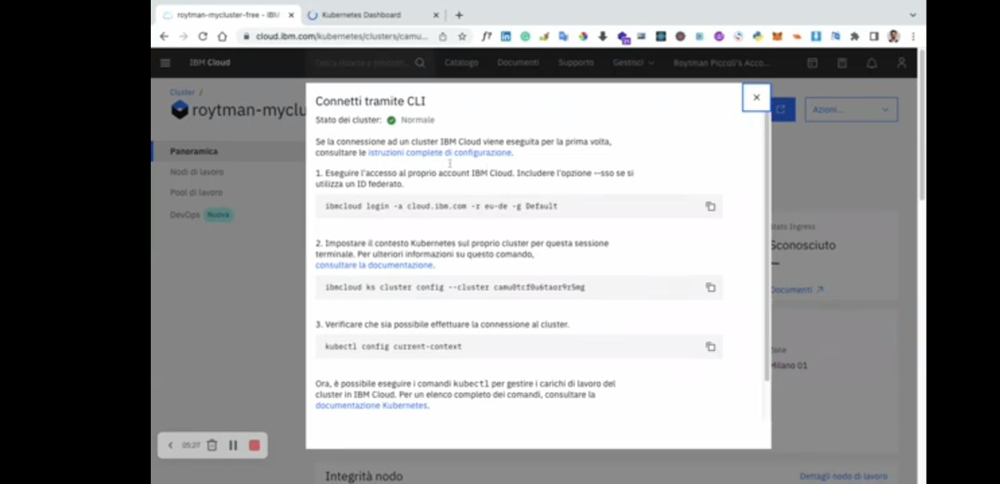 roytman-mycluster-free - IBM
Kubernetes Dashboard
cloud.ibm.com/kubernetes/clusters/camu...
IBM Cloud
Cerca risorse e prodotti...
Catalogo
Documenti
Supporto
Gestisci
Roytman Piccoli's Acco...
Cluster /
roytman-myclu
Azioni...
Panoramica
Nodi di lavoro
Pool di lavoro
DevOps Nuova
Connetti tramite CLI
Stato dei cluster: Normale
Se la connessione ad un cluster IBM Cloud viene eseguita per la prima volta,
consultare le istruzioni complete di configurazione.
1. Eseguire l'accesso al proprio account IBM Cloud. Includere l'opzione --sso se si
utilizza un ID federato.
ibmcloud login -a cloud.ibm.com -r eu-de -g Default
2. Impostare il contesto Kubernetes sul proprio cluster per questa sessione
terminale. Per ulteriori informazioni su questo comando,
consultare la documentazione.
ibmcloud ks cluster config --cluster camu0tcf0u6taor9r5mg
3. Verificare che sia possibile effettuare la connessione al cluster.
kubectl config current-context
Ora, è possibile eseguire i comandi kubectl per gestire i carichi di lavoro del
cluster in IBM Cloud. Per un elenco completo dei comandi, consultare la
documentazione Kubernetes.
Stato Ingress
Sconosciuto
Documenti
Zone
Milano 01
05:27
Integrità nodo
Dettagli nodo di lavoro